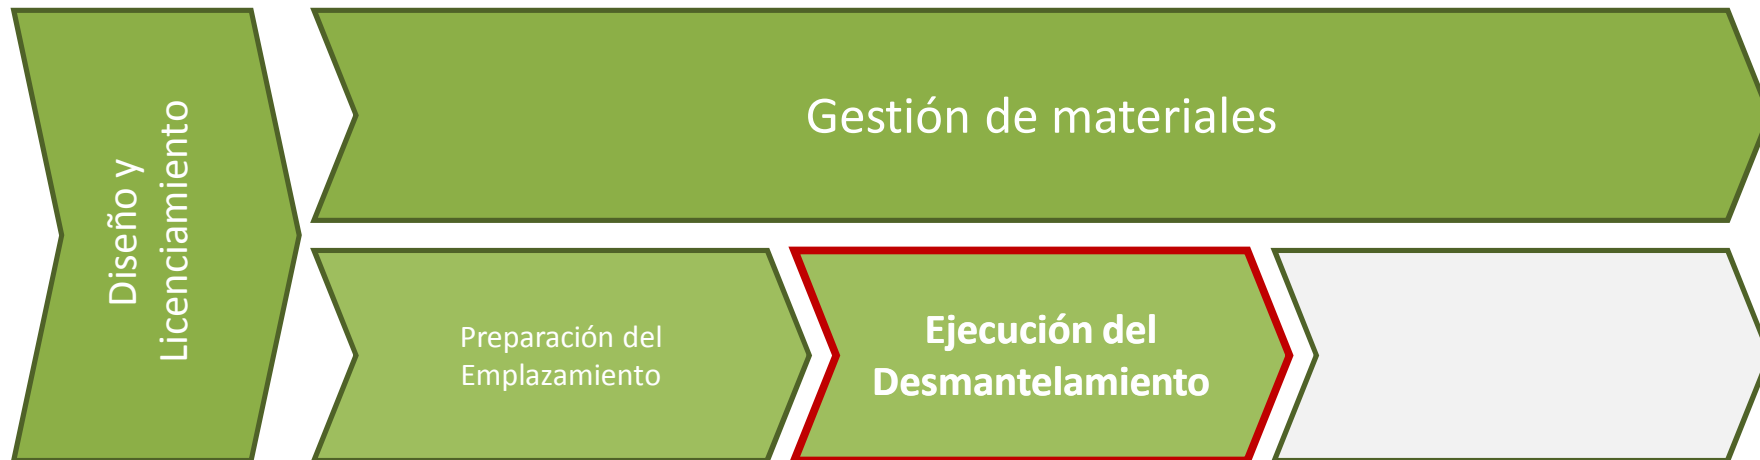 Diseño y
Licenciamiento
Gestión de materiales
Preparación del
Emplazamiento
Ejecución del
Desmantelamiento